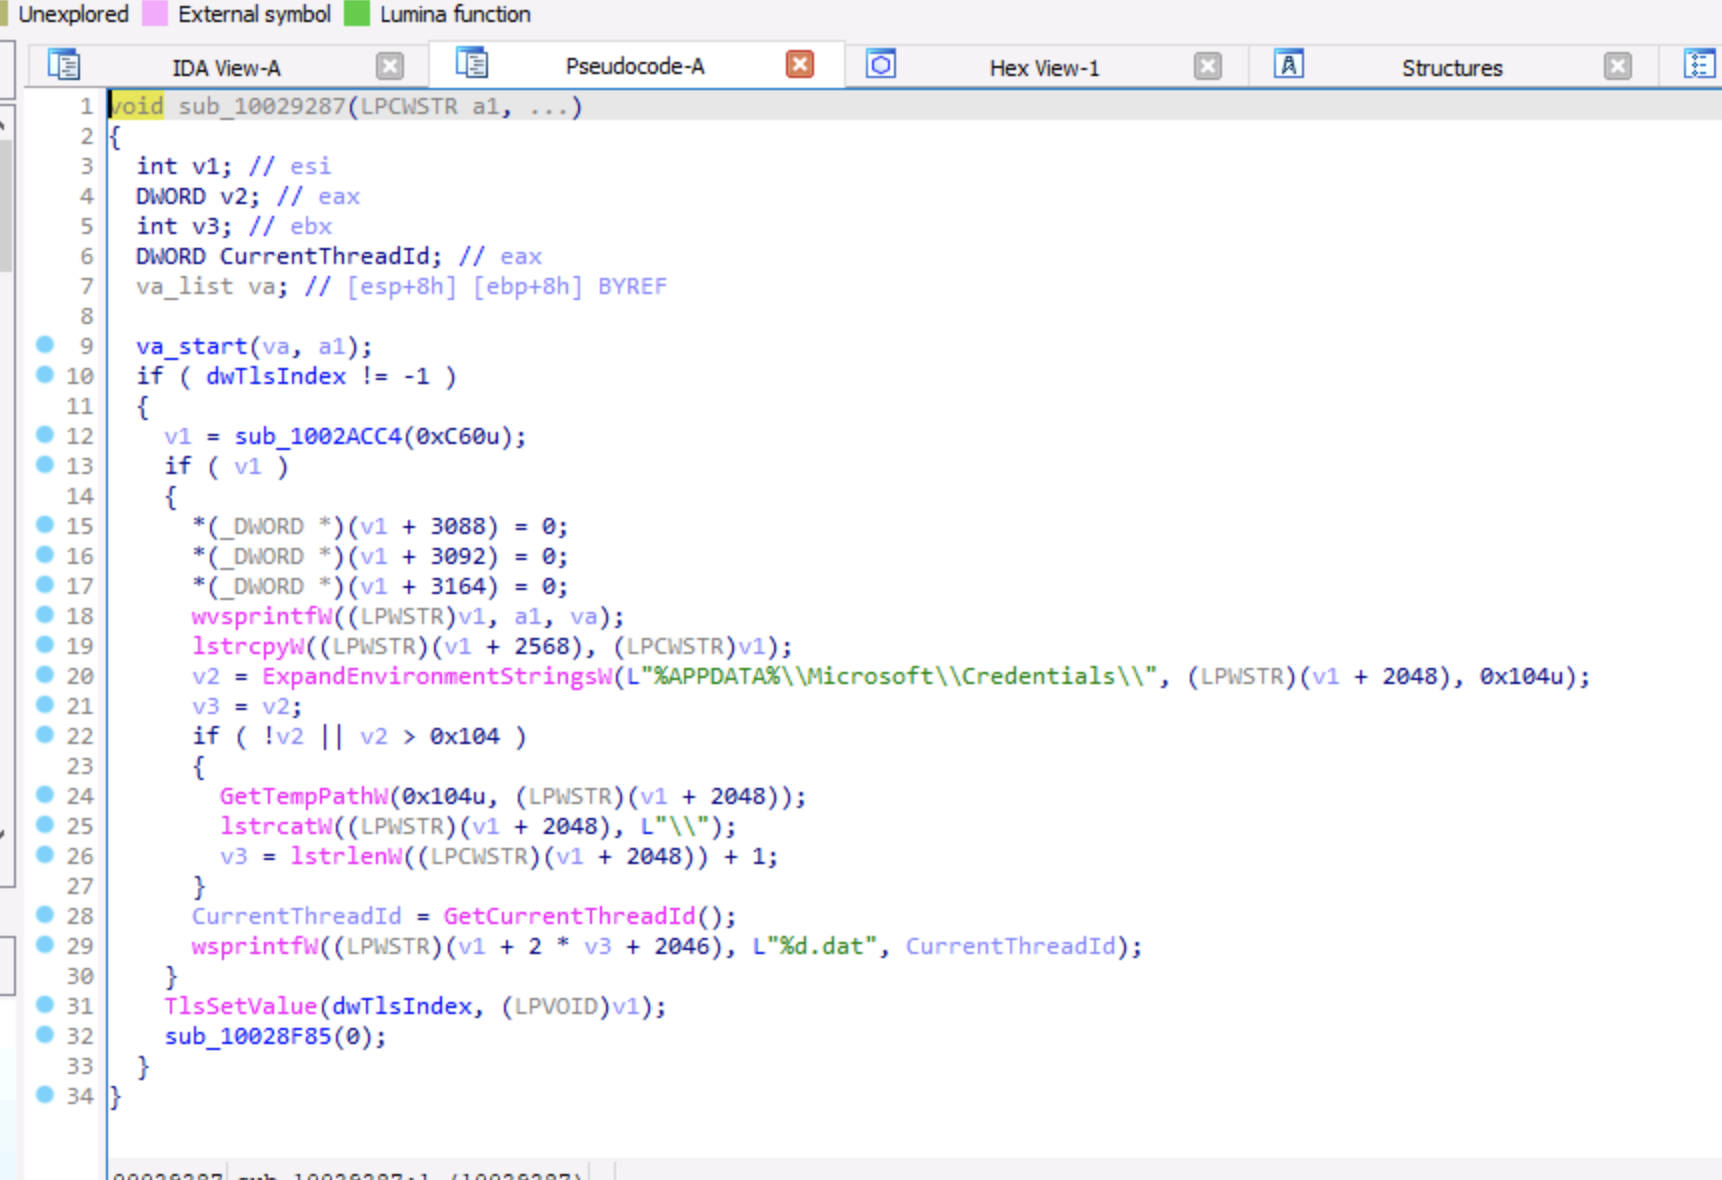 Unexplored External symbol Lumina function
IDA View-A Pseudocode-A Hex View-1 Structures
1 void sub_10029287(LPCWSTR a1, ...)
2 {
3 int v1; // esi
4 DWORD v2; // eax
5 int v3; // ebx
6 DWORD CurrentThreadId; // eax
7 va_list va; // [esp+8h] [ebp+8h] BYREF
8
9 va_start(va, a1);
10 if ( dwTlsIndex != -1 )
11 {
12 v1 = sub_1002ACC4(0xC60u);
13 if ( v1 )
14 {
15 *(_DWORD *)(v1 + 3088) = 0;
16 *(_DWORD *)(v1 + 3092) = 0;
17 *(_DWORD *)(v1 + 3164) = 0;
18 wvsprintfW((LPWSTR)v1, a1, va);
19 lstrcpyW((LPWSTR)(v1 + 2568), (LPCWSTR)v1);
20 v2 = ExpandEnvironmentStringsW(L"%APPDATA%\\Microsoft\\Credentials\\", (LPWSTR)(v1 + 2048), 0x104u);
21 v3 = v2;
22 if ( !v2 || v2 > 0x104 )
23 {
24 GetTempPathW(0x104u, (LPWSTR)(v1 + 2048));
25 lstrcatW((LPWSTR)(v1 + 2048), L"\\");
26 v3 = lstrlenW((LPCWSTR)(v1 + 2048)) + 1;
27 }
28 CurrentThreadId = GetCurrentThreadId();
29 wsprintfW((LPWSTR)(v1 + 2 * v3 + 2046), L"%d.dat", CurrentThreadId);
30 }
31 TlsSetValue(dwTlsIndex, (LPVOID)v1);
32 sub_10028F85(0);
33 }
34 }